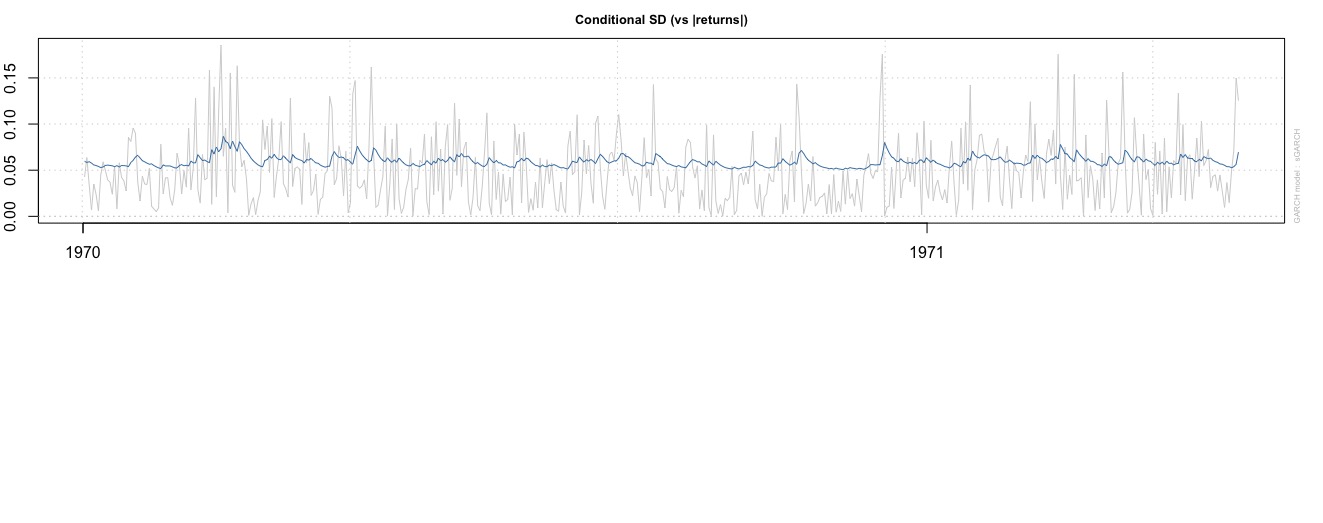 Conditional SD (vs |returns|)
0.15
0.10
0.05
0.00
1970 1971
GARCH model : sGARCH